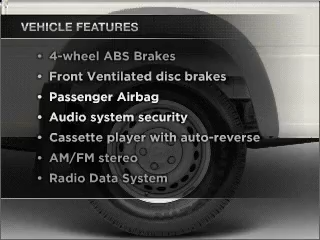 VEHICLE FEATURES
• 4-wheel ABS Brakes
• Front Ventilated disc brakes
• Passenger Airbag
• Audio system security
• Cassette player with auto-reverse
• AM/FM stereo
• Radio Data System